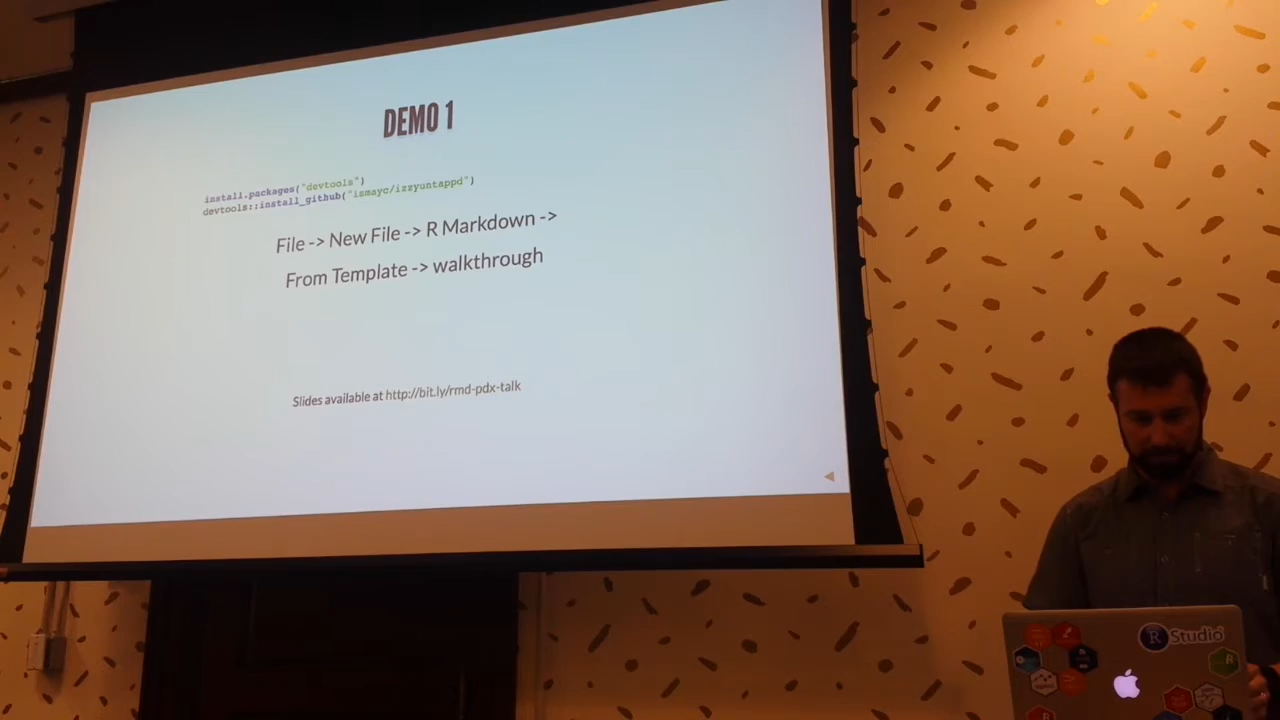 DEMO 1
install.packages("devtools")
devtools::install_github("ismayc/izzyuntappd")
File -> New File -> R Markdown ->
From Template -> walkthrough
Slides available at http://bit.ly/rmd-pdx-talk
R Studio
R